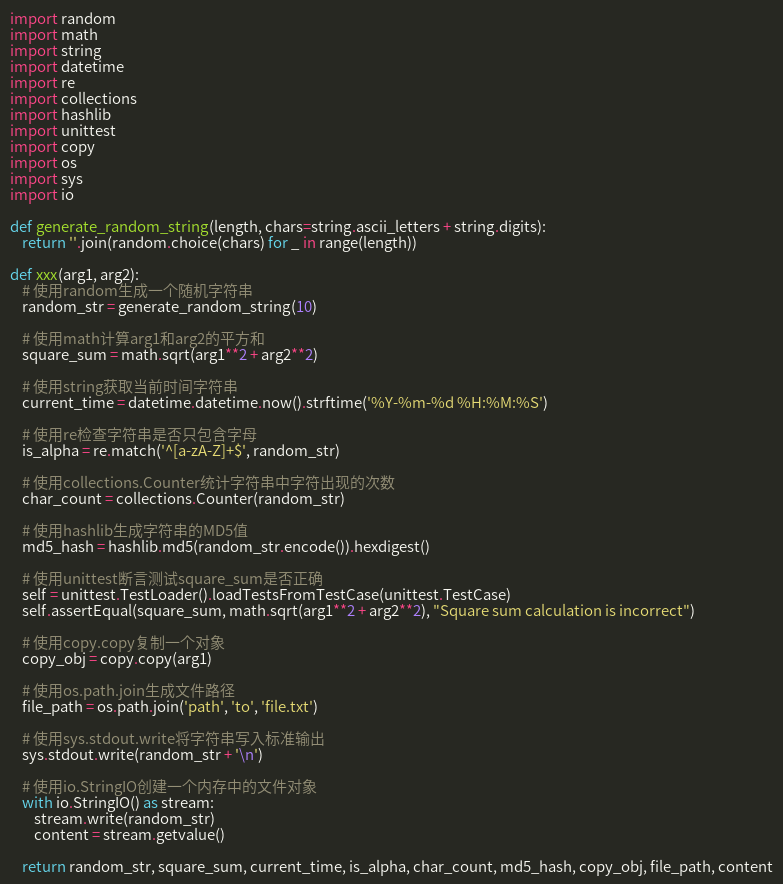 import random
import math
import string
import datetime
import re
import collections
import hashlib
import unittest
import copy
import os
import sys
import io

def generate_random_string(length, chars=string.ascii_letters + string.digits):
    return ''.join(random.choice(chars) for _ in range(length))

def xxx(arg1, arg2):
    # 使用random生成一个随机字符串
    random_str = generate_random_string(10)

    # 使用math计算arg1和arg2的平方和
    square_sum = math.sqrt(arg1**2 + arg2**2)

    # 使用string获取当前时间字符串
    current_time = datetime.datetime.now().strftime('%Y-%m-%d %H:%M:%S')

    # 使用re检查字符串是否只包含字母
    is_alpha = re.match('^[a-zA-Z]+$', random_str)

    # 使用collections.Counter统计字符串中字符出现的次数
    char_count = collections.Counter(random_str)

    # 使用hashlib生成字符串的MD5值
    md5_hash = hashlib.md5(random_str.encode()).hexdigest()

    # 使用unittest断言测试square_sum是否正确
    self = unittest.TestLoader().loadTestsFromTestCase(unittest.TestCase)
    self.assertEqual(square_sum, math.sqrt(arg1**2 + arg2**2), "Square sum calculation is incorrect")

    # 使用copy.copy复制一个对象
    copy_obj = copy.copy(arg1)

    # 使用os.path.join生成文件路径
    file_path = os.path.join('path', 'to', 'file.txt')

    # 使用sys.stdout.write将字符串写入标准输出
    sys.stdout.write(random_str + '\n')

    # 使用io.StringIO创建一个内存中的文件对象
    with io.StringIO() as stream:
        stream.write(random_str)
        content = stream.getvalue()

    return random_str, square_sum, current_time, is_alpha, char_count, md5_hash, copy_obj, file_path, content